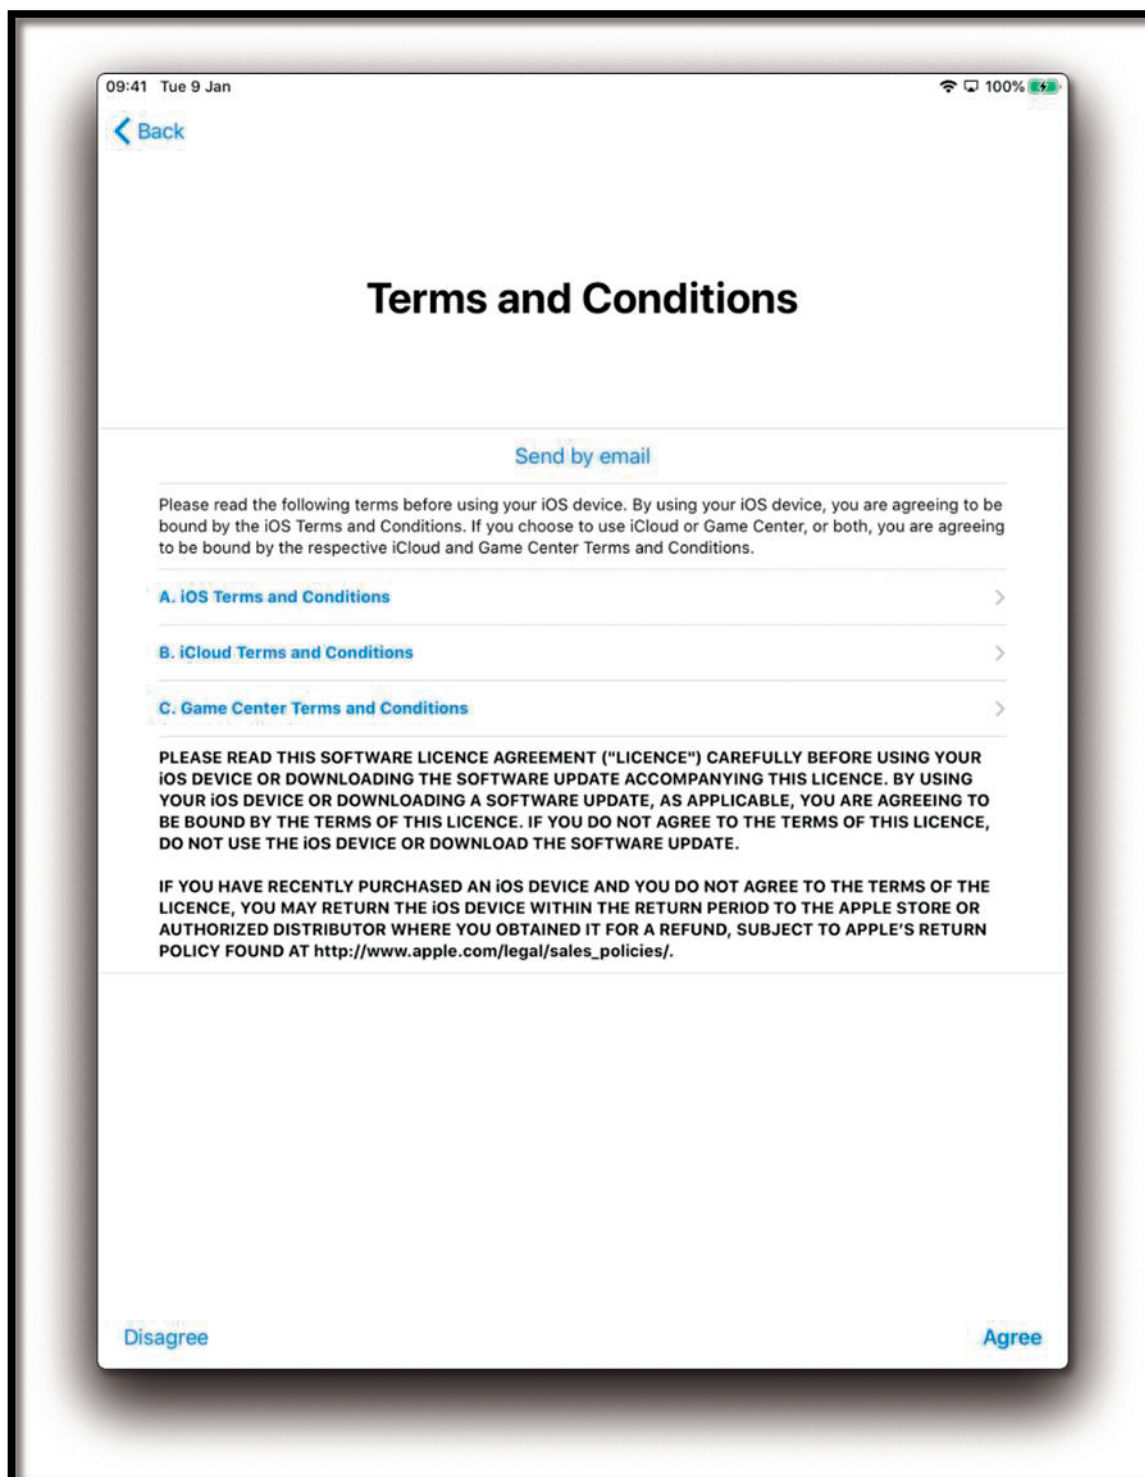 09:41 Tue 9 Jan
100%
Back
Terms and Conditions
Send by email
Please read the following terms before using your iOS device. By using your iOS device, you are agreeing to be
bound by the iOS Terms and Conditions. If you choose to use iCloud or Game Center, or both, you are agreeing
to be bound by the respective iCloud and Game Center Terms and Conditions.
A. iOS Terms and Conditions
B. iCloud Terms and Conditions
C. Game Center Terms and Conditions
PLEASE READ THIS SOFTWARE LICENCE AGREEMENT ("LICENCE") CAREFULLY BEFORE USING YOUR
iOS DEVICE OR DOWNLOADING THE SOFTWARE UPDATE ACCOMPANYING THIS LICENCE. BY USING
YOUR iOS DEVICE OR DOWNLOADING A SOFTWARE UPDATE, AS APPLICABLE, YOU ARE AGREEING TO
BE BOUND BY THE TERMS OF THIS LICENCE. IF YOU DO NOT AGREE TO THE TERMS OF THIS LICENCE,
DO NOT USE THE iOS DEVICE OR DOWNLOAD THE SOFTWARE UPDATE.
IF YOU HAVE RECENTLY PURCHASED AN iOS DEVICE AND YOU DO NOT AGREE TO THE TERMS OF THE
LICENCE, YOU MAY RETURN THE iOS DEVICE WITHIN THE RETURN PERIOD TO THE APPLE STORE OR
AUTHORIZED DISTRIBUTOR WHERE YOU OBTAINED IT FOR A REFUND, SUBJECT TO APPLE’S RETURN
POLICY FOUND AT http://www.apple.com/legal/sales_policies/.
Disagree
Agree